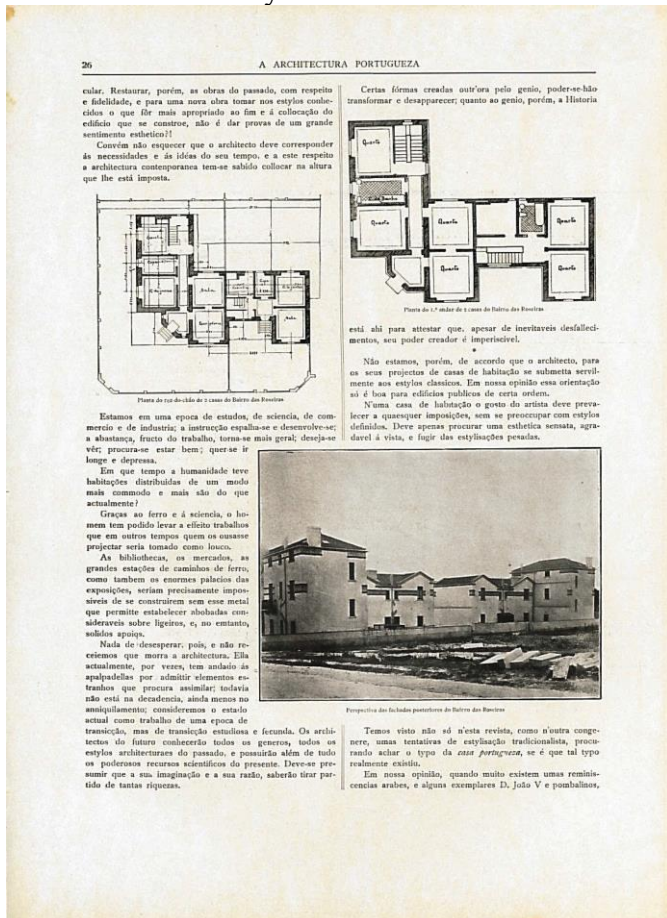 26
A ARCHITECTURA PORTUGUEZA
cular. Restaurar, porém, as obras do passado, com respeito
e fidelidade, e para uma nova obra tomar nos estylos conhe-
cidos o que fôr mais apropriado ao fim e á collocação do
edificio que se construe, não é dar provas de um grande
sentimento esthetico?!
Convém não esquecer que o architecto deve corresponder
ás necessidades e ás idéas do seu tempo, e a este respeito
a architectura contemporanea tem-se sabido collocar na altura
que lhe está imposta.
Planta do rez-do-chão de 2 casas do Bairro das Roseiras
Estamos em uma epoca de estudos, de sciencia, de com-
mercio e de industria; a instrucção espalha-se e desenvolve-se;
a abastança, fructo do trabalho, torna-se mais geral; deseja-se
vêr; procura-se estar bem; quer-se ir
longe e depressa.
Em que tempo a humanidade teve
habitações distribuidas de um modo
mais commodo e mais são do que
actualmente?
Graças ao ferro e á sciencia, o ho-
mem tem podido levar a effeito trabalhos
que em outros tempos quem os ousasse
projectar seria tomado como louco.
As bibliothecas, os mercados, as
grandes estações de caminhos de ferro,
como tambem os enormes palacios das
exposições, seriam precisamente impos-
siveis de se construirem sem esse metal
que permitte estabelecer abobadas con-
sideraveis sobre ligeiros, e, no emtanto,
solidos apoios.
Nada de desesperar, pois, e não re-
ceiemos que morra a architectura. Ella
actualmente, por vezes, tem andado ás
apalpadellas por admittir elementos es-
tranhos que procura assimilar; todavia
não está na decadencia, ainda menos no
anniquilamento; consideremos o estado
actual como trabalho de uma epoca de
transicção, mas de transicção estudiosa e fecunda. Os archi-
tectos do futuro conhecerão todos os generos, todos os
estylos architecturaes do passado, e possuirão além de tudo
os poderosos recursos scientificos do presente. Deve-se pre-
sumir que a sua imaginação e a sua razão, saberão tirar par-
tido de tantas riquezas.
Certas fórmas creadas outr'ora pelo genio, poder-se-hão
transformar e desapparecer; quanto ao genio, porém, a Historia
Quarto
Quarto
Quarto
Quarto
Quarto
Quarto
Quarto
Planta do 1.º andar de 2 casas do Bairro das Roseiras
está ahi para attestar que, apesar de inevitaveis desfalleci-
mentos, seu poder creador é imperiscivel.
*
Não estamos, porém, de accordo que o architecto, para
os seus projectos de casas de habitação se submetta servil-
mente aos estylos classicos. Em nossa opinião essa orientação
só é boa para edificios publicos de certa ordem.
N'uma casa de habitação o gosto do artista deve preva-
lecer a quaesquer imposições, sem se preoccupar com estylos
definidos. Deve apenas procurar uma esthetica sensata, agra-
davel á vista, e fugir das estylisações pesadas.
Perspectiva das fachadas posteriores do Bairro das Roseiras
Temos visto não só n'esta revista, como n'outra conge-
nere, umas tentativas de estylisação tradicionalista, procu-
rando achar o typo da casa portugueza, se é que tal typo
realmente existiu.
Em nossa opinião, quando muito existem umas reminis-
cencias arabes, e alguns exemplares D. João V e pombalinos,